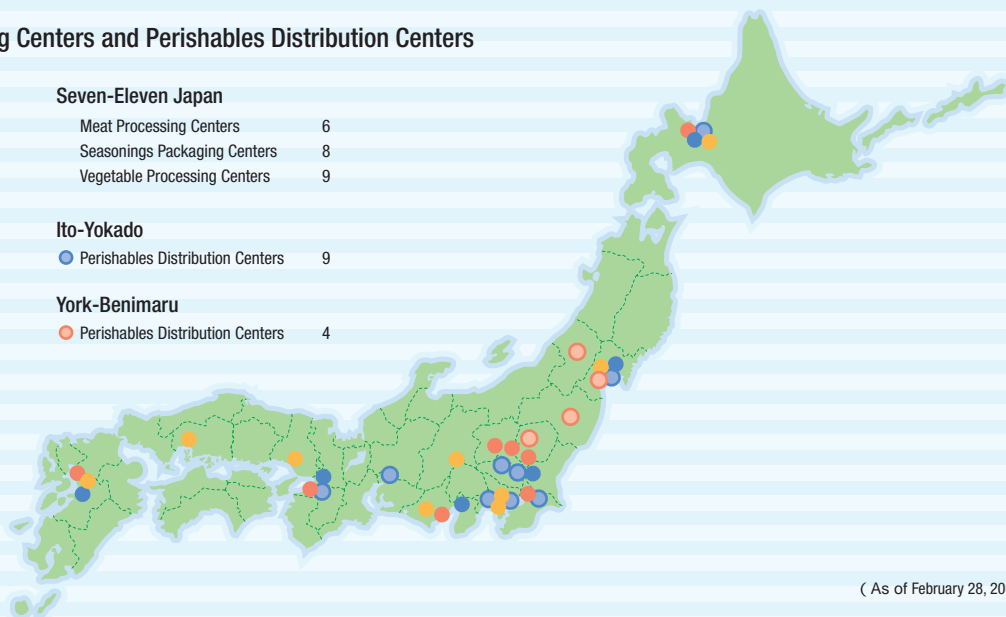 g Centers and Perishables Distribution Centers
Seven-Eleven Japan
Meat Processing Centers 6
Seasonings Packaging Centers 8
Vegetable Processing Centers 9
Ito-Yokado
Perishables Distribution Centers 9
York-Benimaru
Perishables Distribution Centers 4
( As of February 28, 20